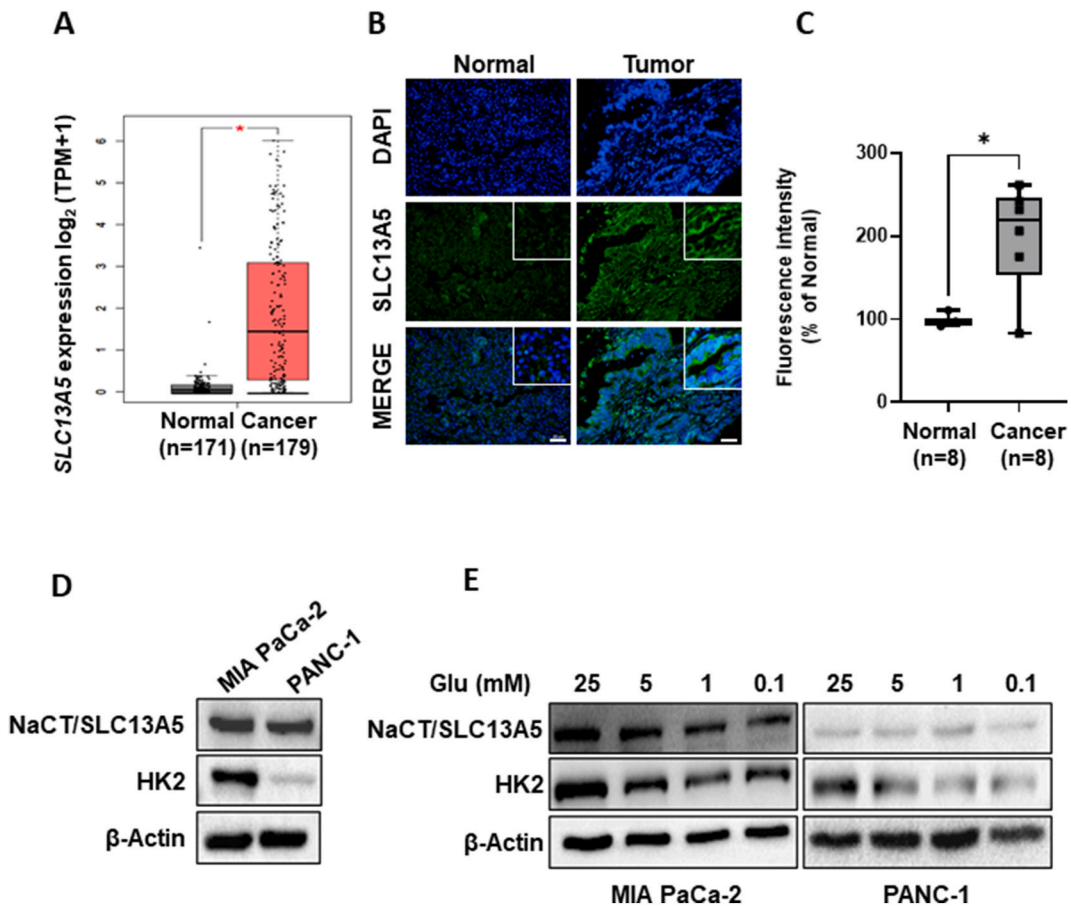 A
SLC13A5 expression log2 (TPM+1)
6
5
4
3
2
1
0
*
Normal Cancer
(n=171) (n=179)
B
Normal Tumor
DAPI
SLC13A5
MERGE
C
Fluorescence Intensity
(% of Normal)
300
200
100
0
*
Normal Cancer
(n=8) (n=8)
D
MIA PaCa-2
PANC-1
NaCT/SLC13A5
HK2
β-Actin
E
Glu (mM) 25 5 1 0.1 25 5 1 0.1
NaCT/SLC13A5
HK2
β-Actin
MIA PaCa-2 PANC-1